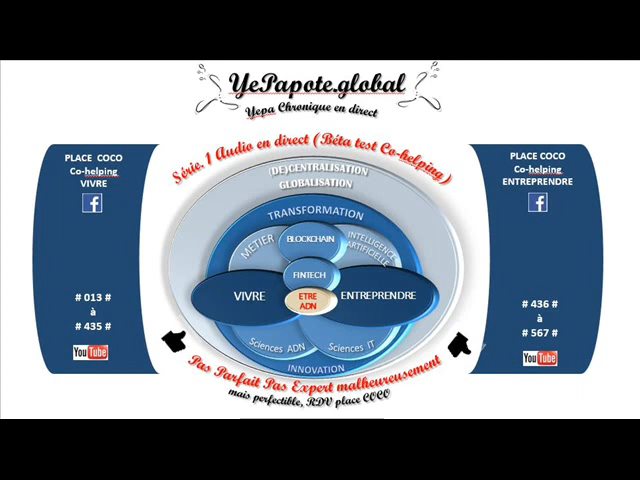 YePapote.global
Yepa Chronique en direct
Série, 1 Audio en direct (Béta test Co-helping)
PLACE COCO
Co-helping
VIVRE
# 013 #
à
# 435 #
YouTube
(DE)CENTRALISATION
GLOBALISATION
TRANSFORMATION
METIER
BLOCKCHAIN
INTELLIGENCE
ARTIFICIELLE
FINTECH
VIVRE
ETRE
ADN
ENTREPRENDRE
Sciences ADN
Sciences IT
INNOVATION
Pas Parfait Pas Expert malheureusement
mais perfectible, RDV place COCO
PLACE COCO
Co-helping
ENTREPRENDRE
# 436 #
à
# 567 #
YouTube